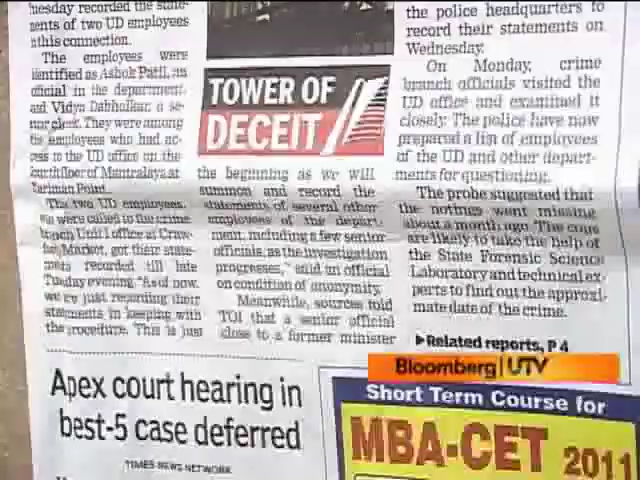 Tuesday recorded the state-
ments of two UD employees
in this connection.
The employees were
identified as Ashok Patil, an
official in the department,
and Vidya Dabholkar, a se-
nior clerk. They were among
the employees who had ac-
cess to the UD office on the
fourth floor of Mantralaya at
Nariman Point.
The two UD employees,
who were called to the crime
branch Unit I office at Craw-
ford Market, got their state-
ments recorded till late
Tuesday evening. "As of now,
we're just regarding their
statements in keeping with
the procedure. This is just
TOWER OF
DECEIT
the beginning as we will
summon and record the
statements of several other
employees of the depart-
ment, including a few senior
officials, as the investigation
progresses," said an official
on condition of anonymity.
Meanwhile, sources told
TOI that a senior official
close to a former minister
the police headquarters to
record their statements on
Wednesday.
On Monday, crime
branch officials visited the
UD office and examined it
closely. The police have now
prepared a list of employees
of the UD and other depart-
ments for questioning.
The probe suggested that
the notings went missing
about a month ago. The cops
are likely to take the help of
the State Forensic Science
Laboratory and technical ex-
perts to find out the approxi-
mate date of the crime.
▶Related reports, P 4
Bloomberg | UTV
Apex court hearing in
best-5 case deferred
TIMES NEWS NETWORK
Short Term Course for
MBA-CET 2011